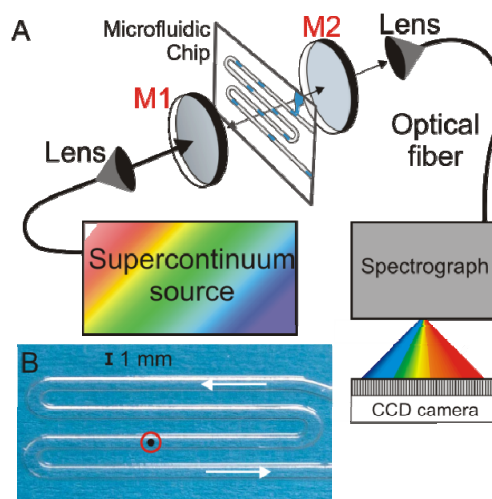 A
Microfluidic
Chip
M2
Lens
M1
Lens
Optical
fiber
Supercontinuum
source
Spectrograph
CCD camera
B
1 mm